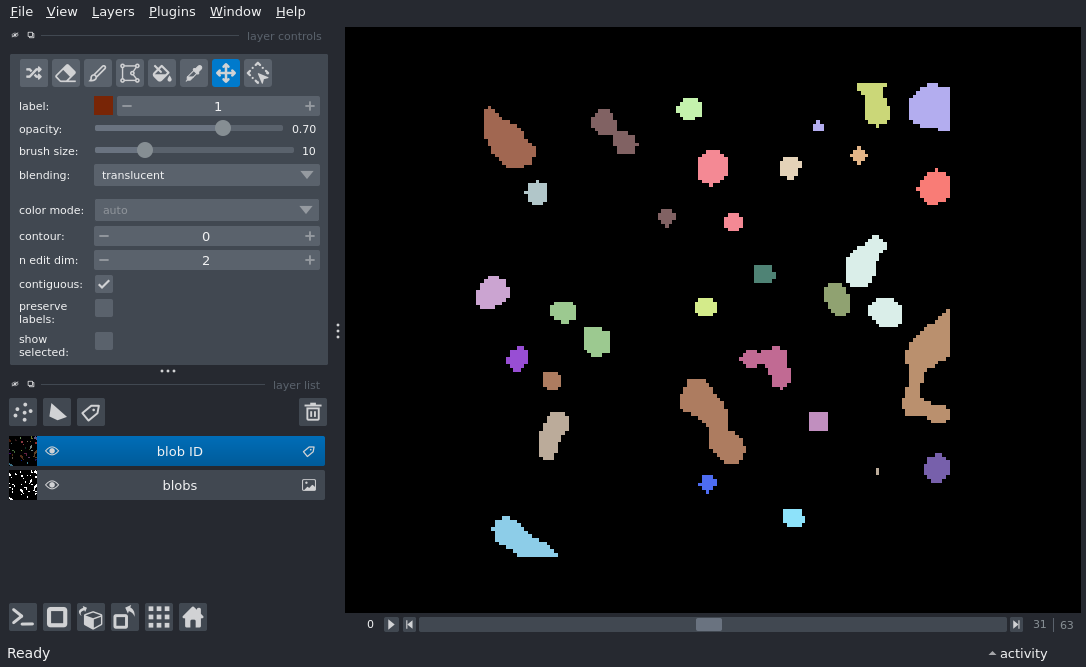 File View Layers Plugins Window Help
layer controls
label: 1
opacity: 0.70
brush size: 10
blending: translucent
color mode: auto
contour: 0
n edit dim: 2
contiguous:
preserve
labels:
show
selected:
layer list
blob ID
blobs
0 31 63
Ready activity